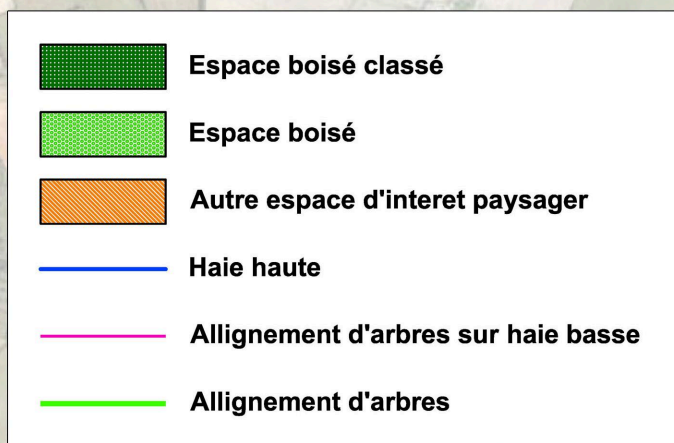 Espace boisé classé
Espace boisé
Autre espace d'interet paysager
Haie haute
Allignement d'arbres sur haie basse
Allignement d'arbres